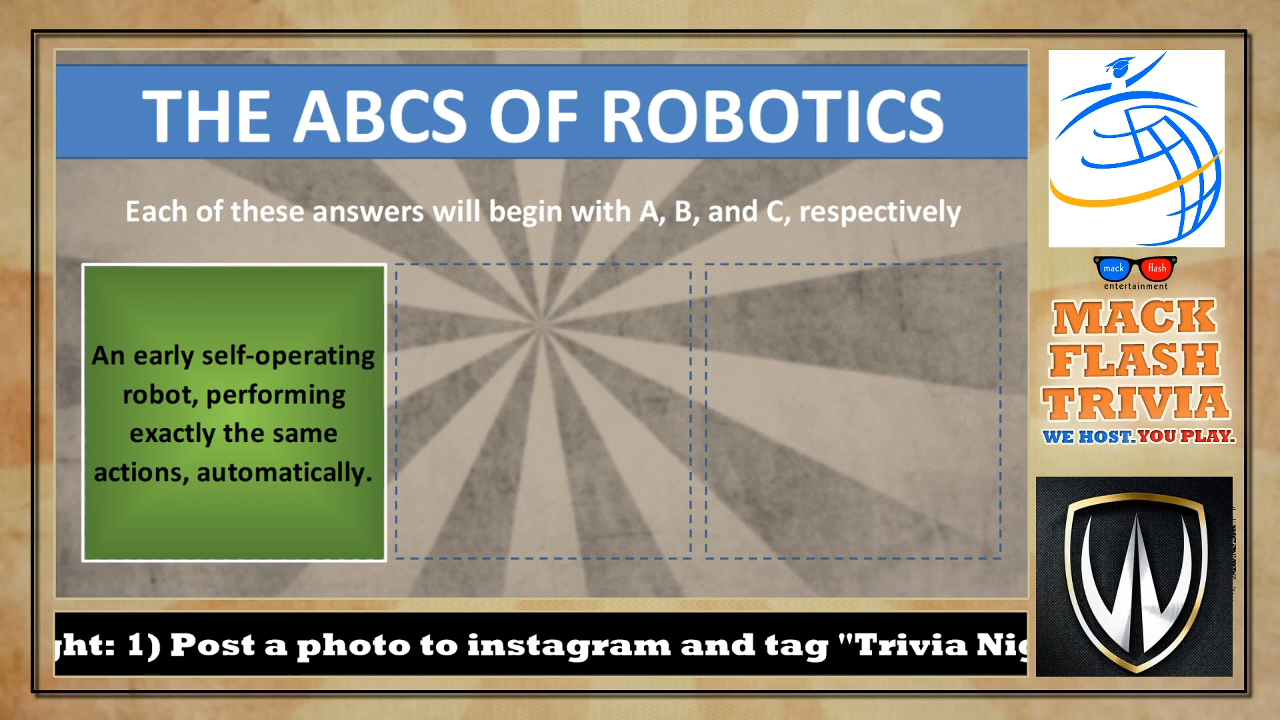 THE ABCS OF ROBOTICS
Each of these answers will begin with A, B, and C, respectively
An early self-operating
robot, performing
exactly the same
actions, automatically.
mack flash
entertainment
MACK
FLASH
TRIVIA
WE HOST. YOU PLAY.
ght: 1) Post a photo to instagram and tag "Trivia Nig